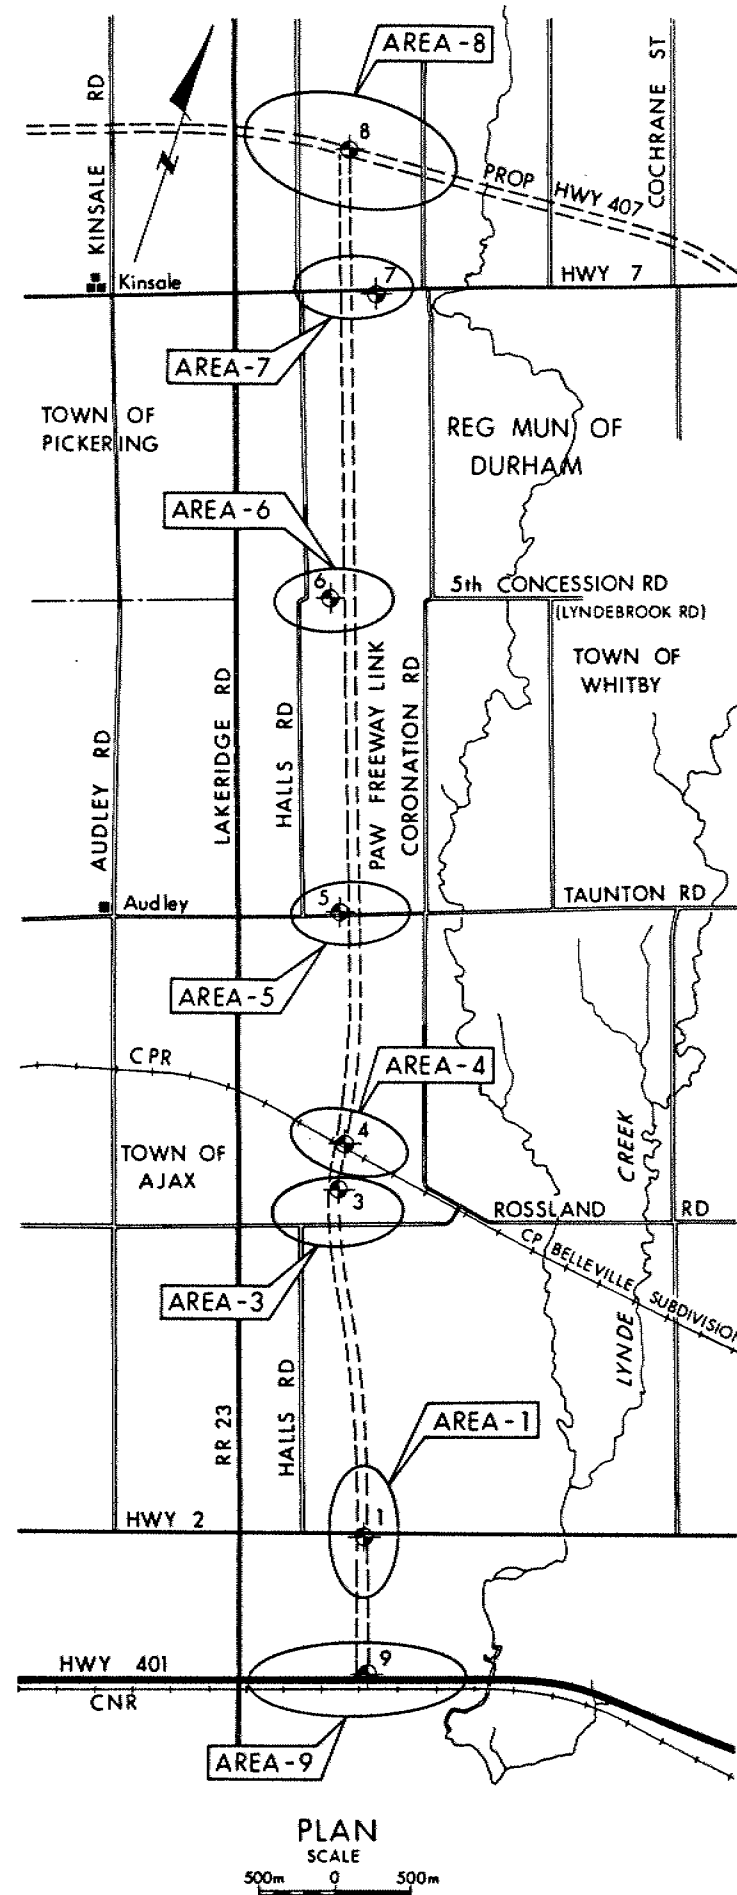 AREA-8
KINSALE RD
COCHRANE ST
N
8
PROP HWY 407
7
Kinsale
HWY 7
AREA-7
TOWN OF
PICKERING
REG MUN OF
DURHAM
AREA-6
6
5th CONCESSION RD
(LYNDEBROOK RD)
TOWN OF
WHITBY
AUDLEY RD
LAKERIDGE RD
HALLS RD
PAW FREEWAY LINK
CORONATION RD
Audley
5
TAUNTON RD
AREA-5
CPR
AREA-4
4
TOWN OF
AJAX
3
ROSSLAND RD
LYNDE CREEK
CP BELLEVILLE SUBDIVISION
AREA-3
RR 23
HALLS RD
AREA-1
HWY 2
1
HWY 401
9
CNR
AREA-9
PLAN
SCALE
500m 0 500m